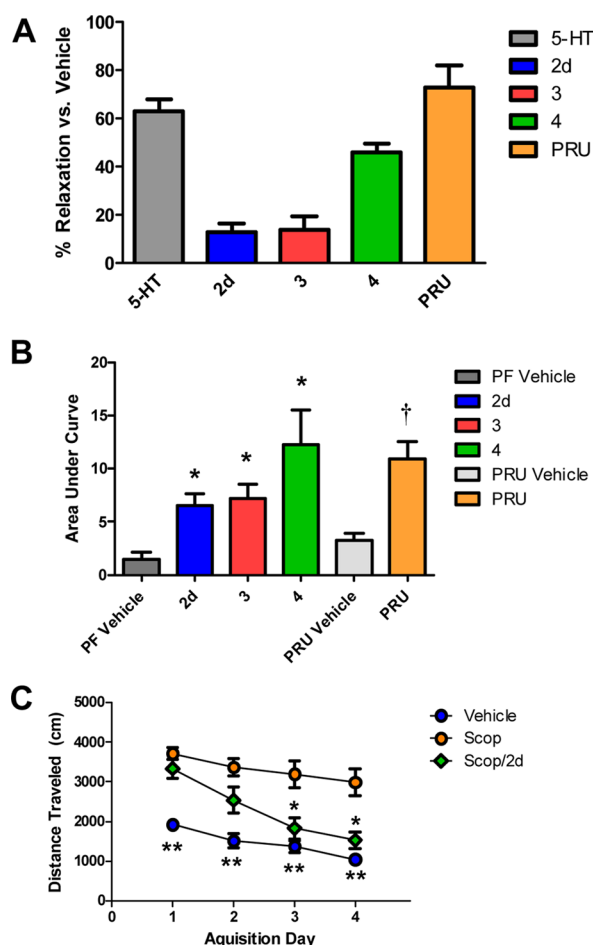 A
% Relaxation vs. Vehicle
100
80
60
40
20
0
5-HT
2d
3
4
PRU
5-HT
2d
3
4
PRU
B
Area Under Curve
20
15
10
5
0
*
*
*
†
PF Vehicle
2d
3
4
PRU Vehicle
PRU
PF Vehicle
2d
3
4
PRU Vehicle
PRU
C
Distance Traveled (cm)
5000
4000
3000
2000
1000
0
*
*
**
**
**
**
0
1
2
3
4
Aquisition Day
Vehicle
Scop
Scop/2d